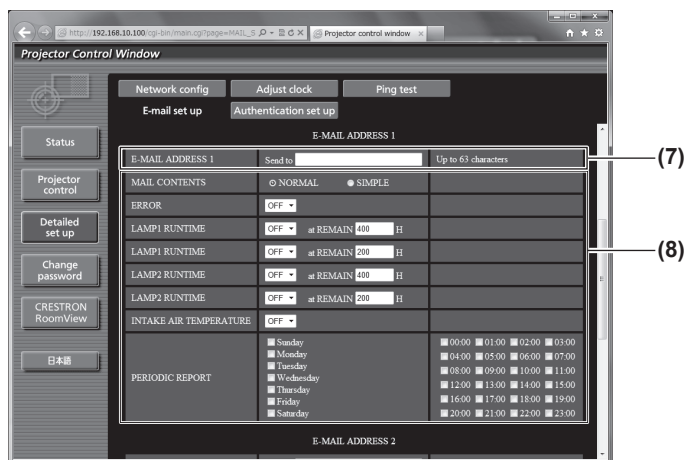 http://192.168.10.100/cgi-bin/main.cgi?page=MAIL_S
Projector control window
Projector Control Window
Network config Adjust clock Ping test
E-mail set up Authentication set up
Status
Projector control
Detailed set up
Change password
CRESTRON RoomView
日本語
E-MAIL ADDRESS 1
E-MAIL ADDRESS 1 Send to Up to 63 characters
(7)
MAIL CONTENTS NORMAL SIMPLE
ERROR OFF
LAMP1 RUNTIME OFF at REMAIN 400 H
LAMP1 RUNTIME OFF at REMAIN 200 H
(8)
LAMP2 RUNTIME OFF at REMAIN 400 H
LAMP2 RUNTIME OFF at REMAIN 200 H
INTAKE AIR TEMPERATURE OFF
PERIODIC REPORT
Sunday
Monday
Tuesday
Wednesday
Thursday
Friday
Saturday
00:00 01:00 02:00 03:00
04:00 05:00 06:00 07:00
08:00 09:00 10:00 11:00
12:00 13:00 14:00 15:00
16:00 17:00 18:00 19:00
20:00 21:00 22:00 23:00
E-MAIL ADDRESS 2